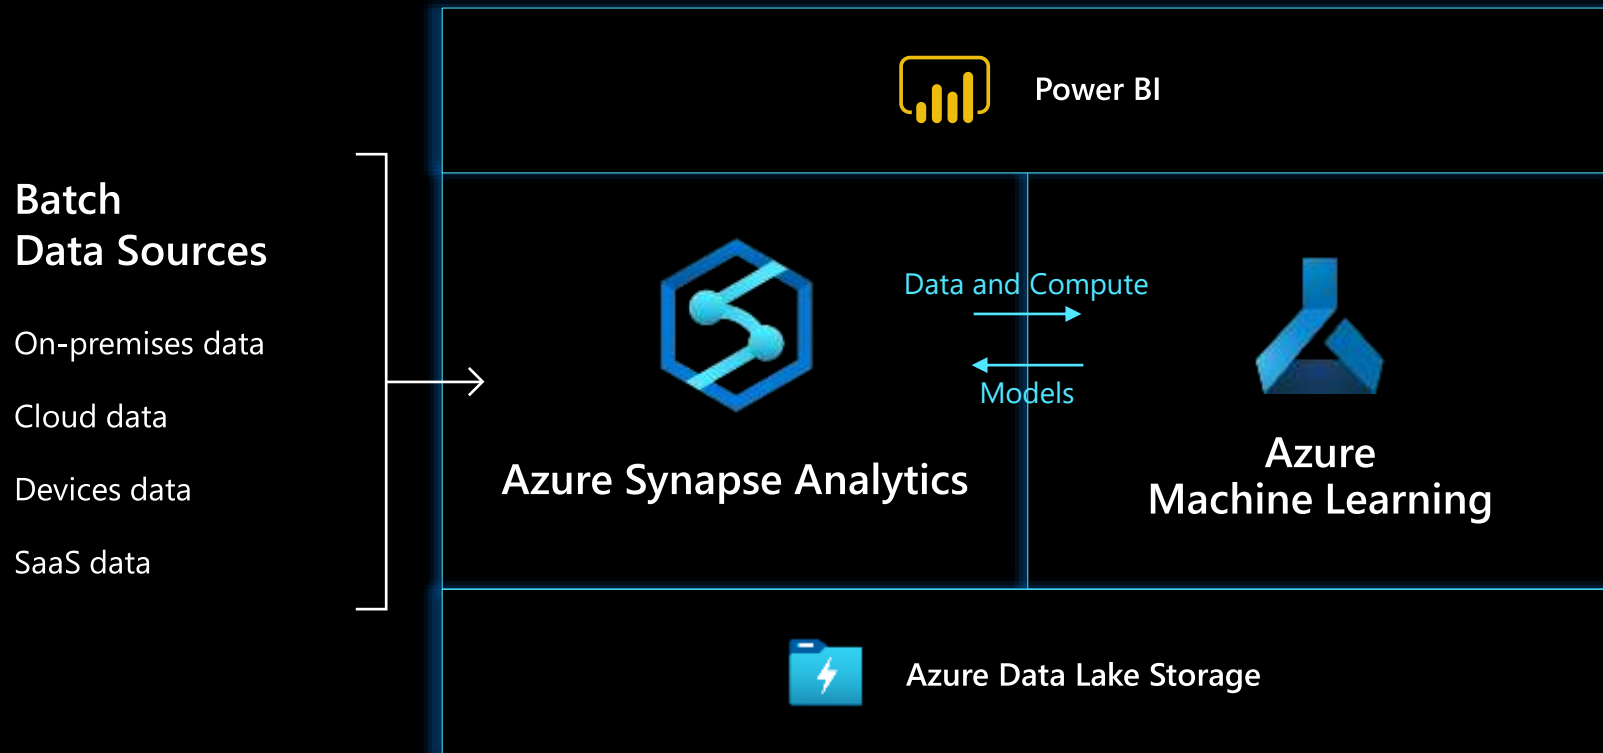 Batch
Data Sources
On-premises data
Cloud data
Devices data
SaaS data
Power BI
Data and Compute
Models
Azure Synapse Analytics
Azure
Machine Learning
Azure Data Lake Storage